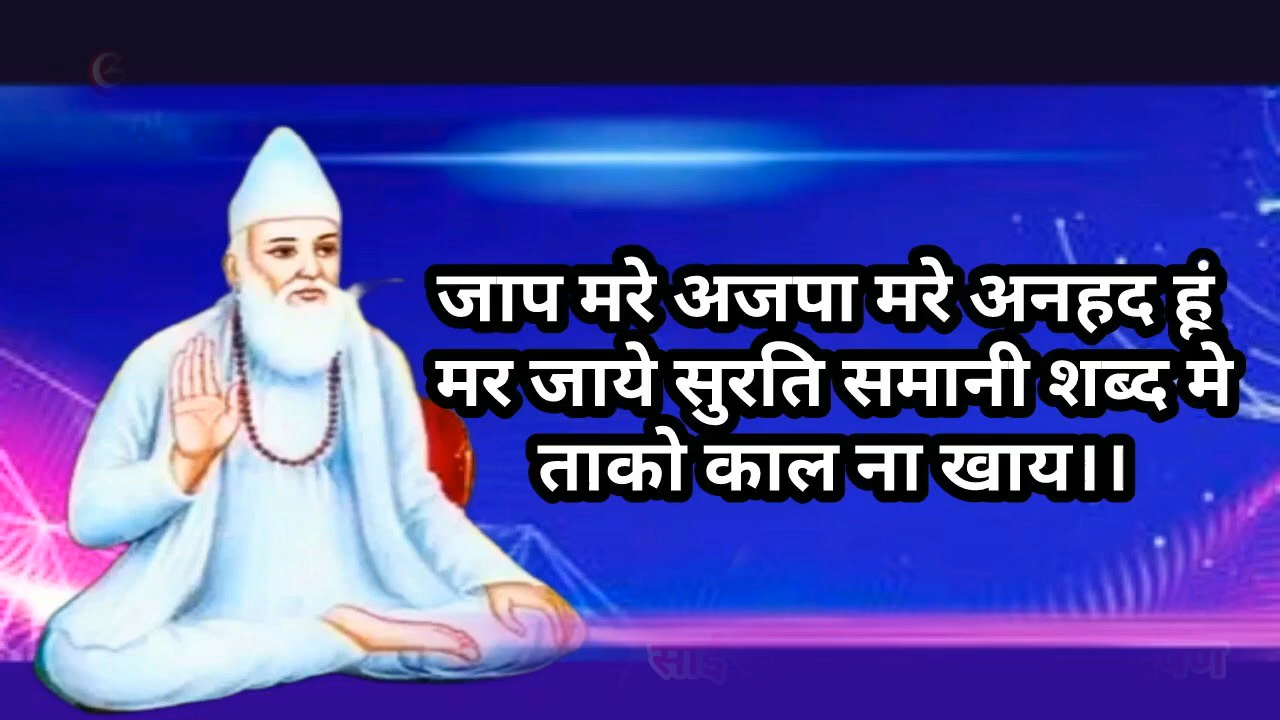 जाप मरे अजपा मरे अनहद हूं
मर जाये सुरति समानी शब्द मे
ताको काल ना खाय।।